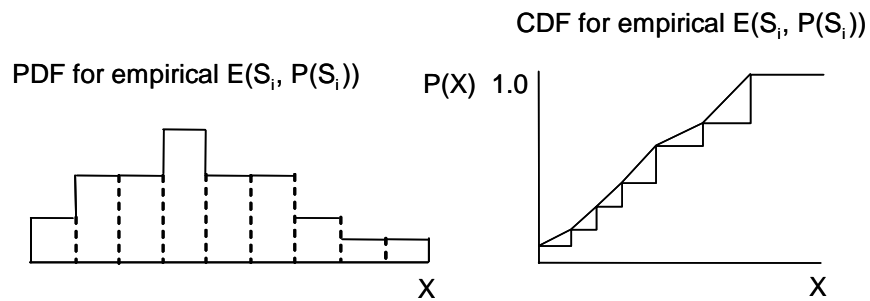 PDF for empirical E(Sᵢ, P(Sᵢ))
X
CDF for empirical E(Sᵢ, P(Sᵢ))
P(X) 1.0
X